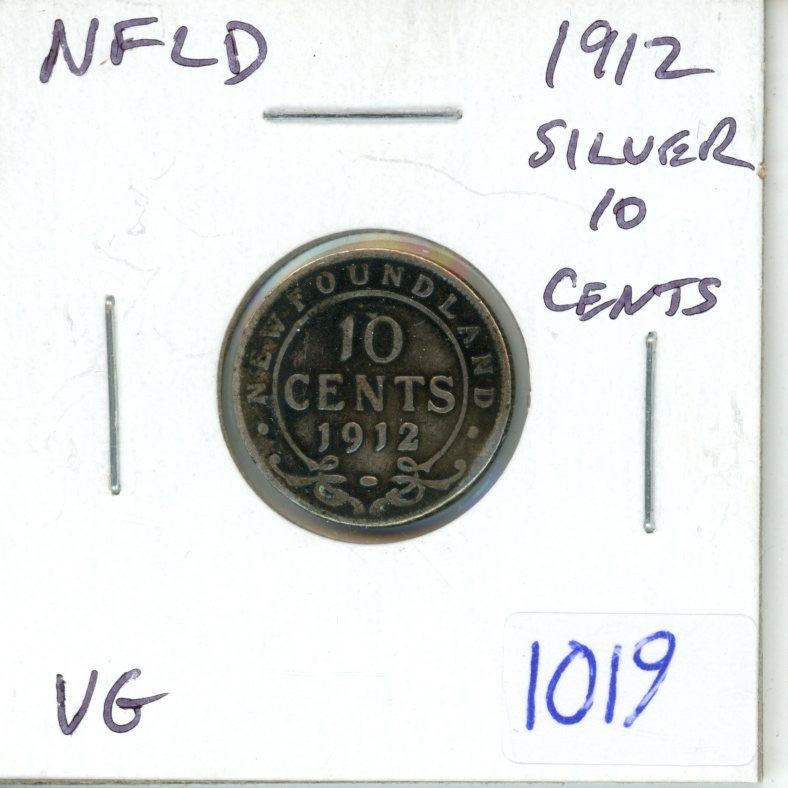 NFLD
1912
SILVER
10
CENTS
NEWFOUNDLAND
10
CENTS
1912
VG
1019